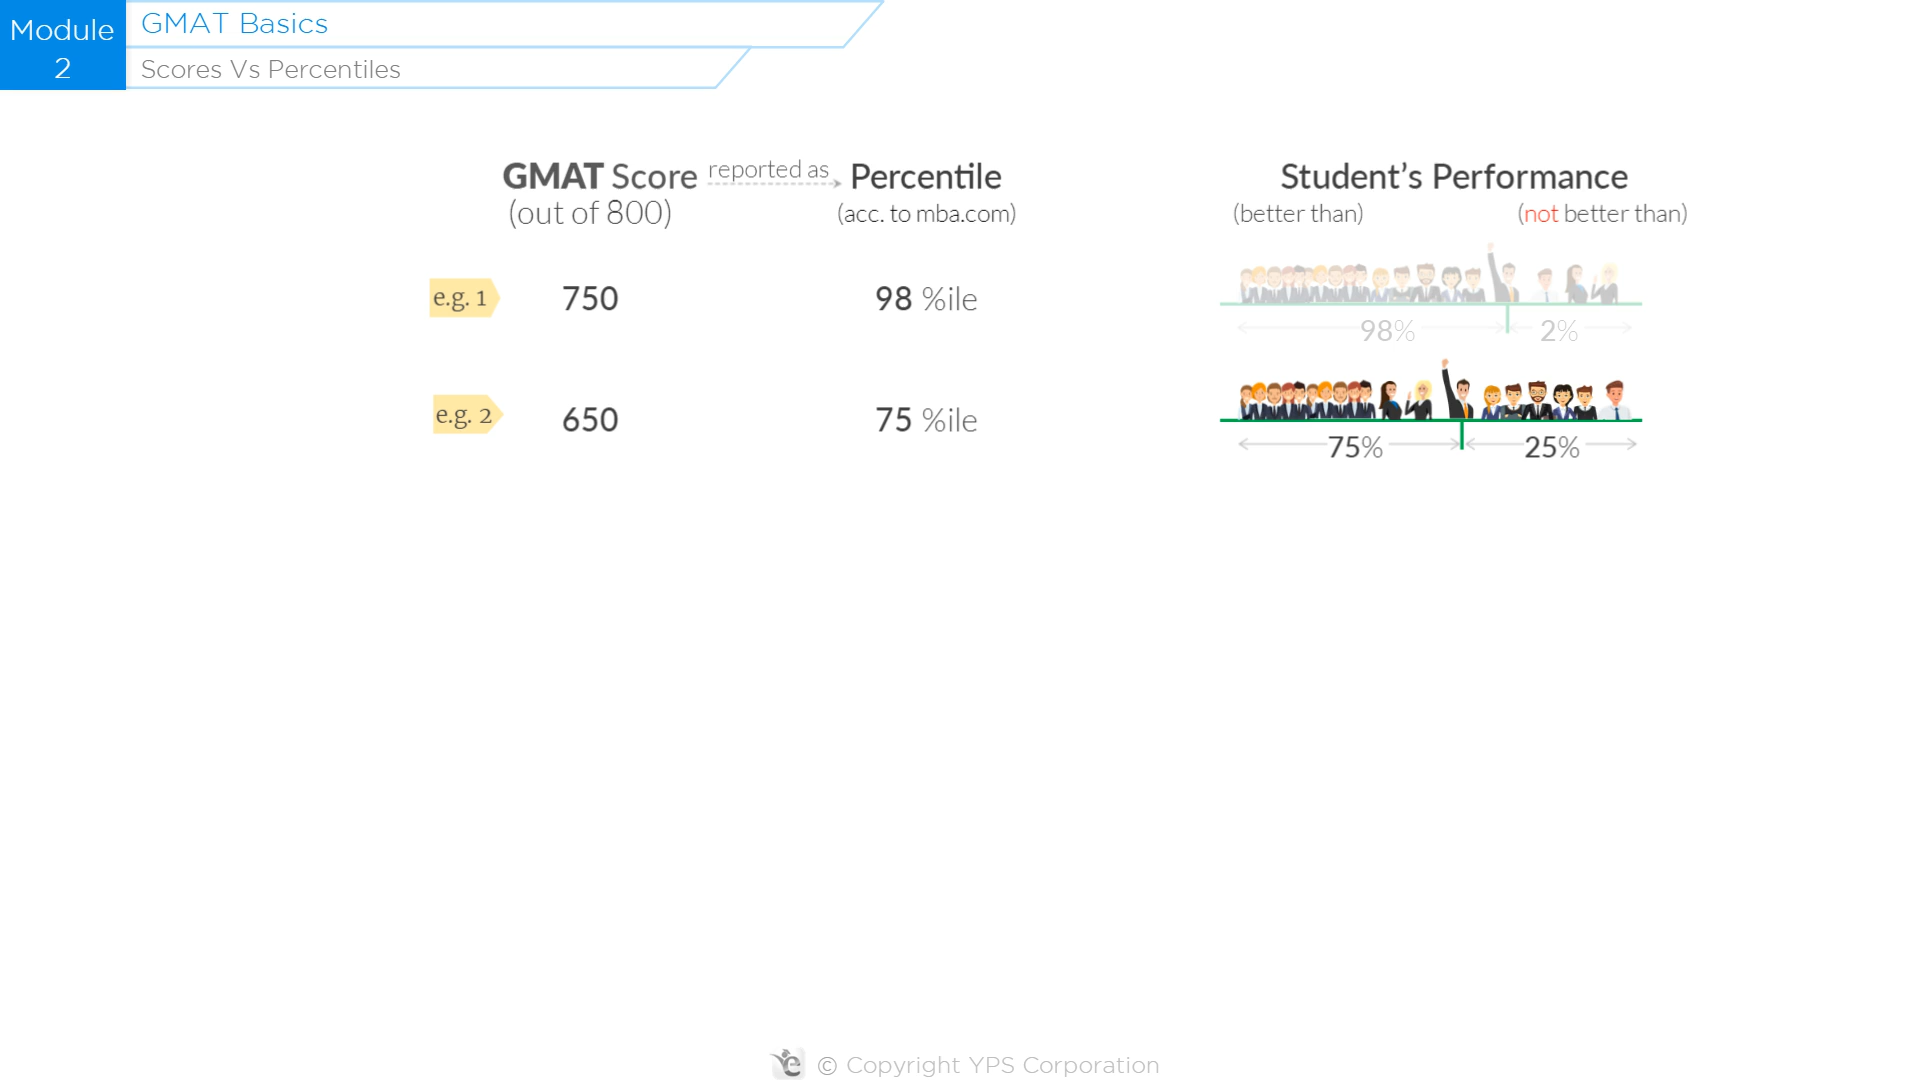 Module
2
GMAT Basics
Scores Vs Percentiles
GMAT Score reported as Percentile
(out of 800)
(acc. to mba.com)
Student's Performance
(better than)
(not better than)
e.g. 1
750
98 %ile
98%
2%
e.g. 2
650
75 %ile
75%
25%
e © Copyright YPS Corporation